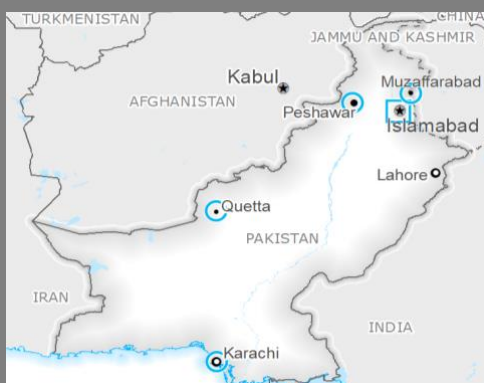 TURKMENISTAN
CHINA
JAMMU AND KASHMIR
Kabul
Muzaffarabad
AFGHANISTAN
Peshawar
Islamabad
Lahore
Quetta
PAKISTAN
IRAN
INDIA
Karachi